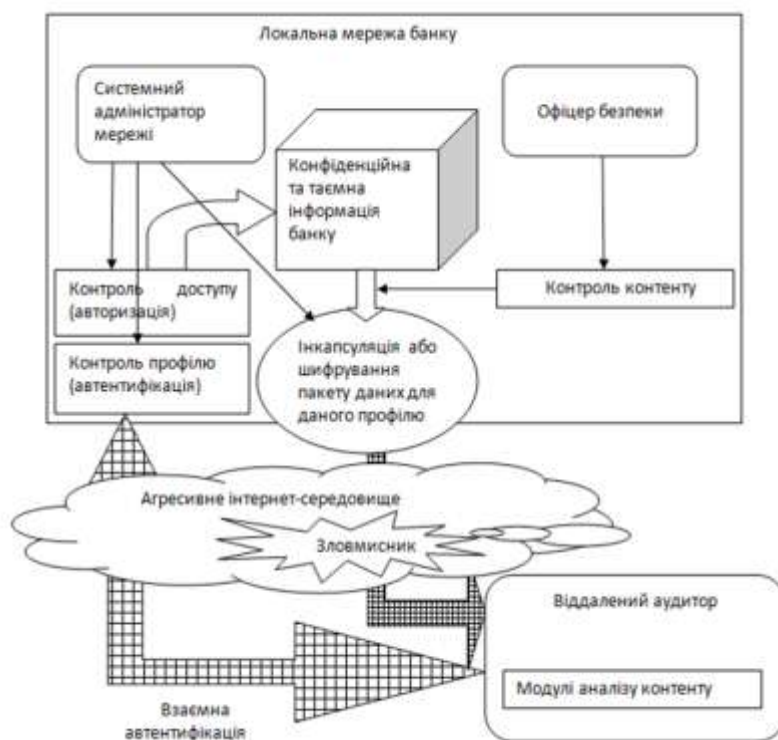 Локальна мережа банку
Системний
адміністратор
мережі
Офіцер безпеки
Конфіденційна
та таємна
інформація
банку
Контроль доступу
(авторизація)
Контроль контенту
Контроль профілю
(автентифікація)
Інкапсуляція або
шифрування
пакету даних для
даного профілю
Агресивне інтернет-середовище
Зловмисник
Віддалений аудитор
Модулі аналізу контенту
Взаємна
автентифікація